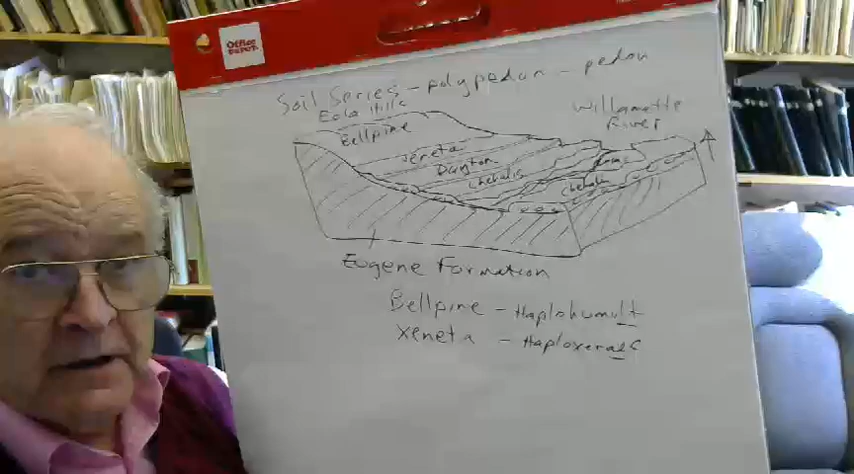 Office DEPOT
Soil Series - polypedon - pedon
Eola Hills
Willamette River
Bellpine
Xeneta
Dayton
Chehalis
Chehalis
Eugene Formation
Bellpine - Haplohumult
Xeneta - Haploxeralf